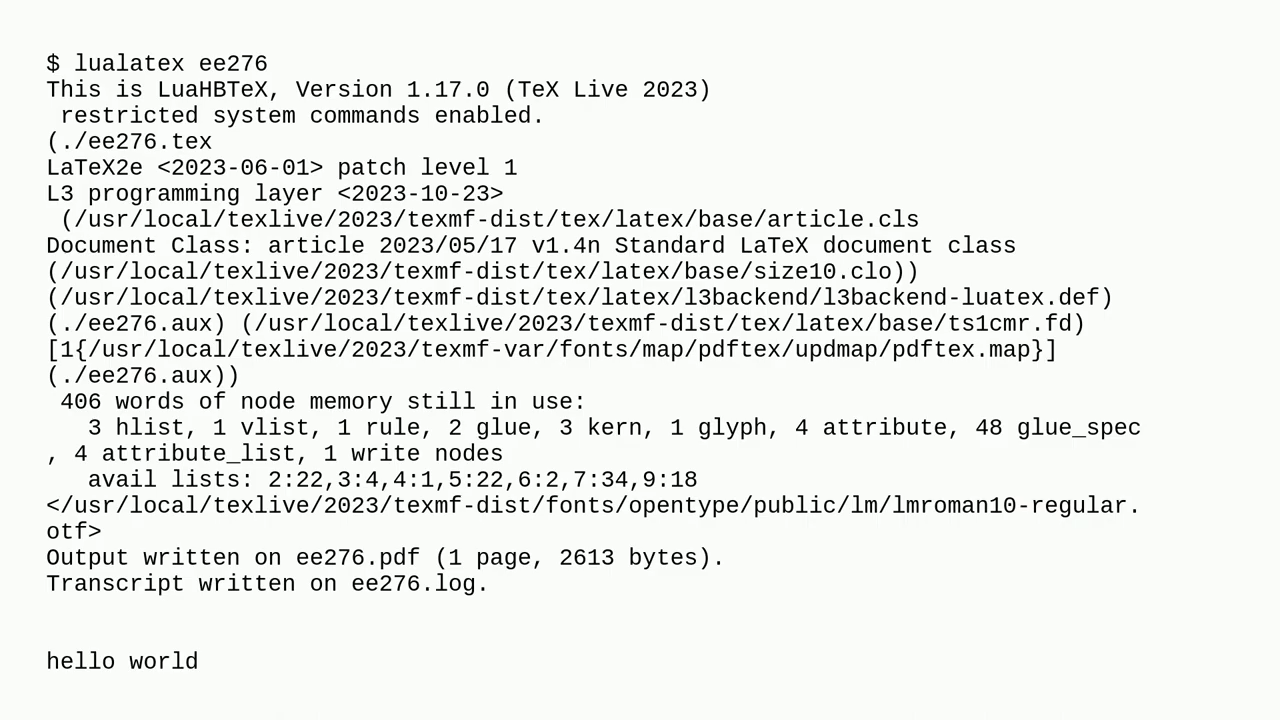 $ lualatex ee276
This is LuaHBTeX, Version 1.17.0 (TeX Live 2023)
 restricted system commands enabled.
(./ee276.tex
LaTeX2e <2023-06-01> patch level 1
L3 programming layer <2023-10-23>
 (/usr/local/texlive/2023/texmf-dist/tex/latex/base/article.cls
Document Class: article 2023/05/17 v1.4n Standard LaTeX document class
(/usr/local/texlive/2023/texmf-dist/tex/latex/base/size10.clo))
(/usr/local/texlive/2023/texmf-dist/tex/latex/l3backend/l3backend-luatex.def)
(./ee276.aux) (/usr/local/texlive/2023/texmf-dist/tex/latex/base/ts1cmr.fd)
[1{/usr/local/texlive/2023/texmf-var/fonts/map/pdftex/updmap/pdftex.map}]
(./ee276.aux))
 406 words of node memory still in use:
   3 hlist, 1 vlist, 1 rule, 2 glue, 3 kern, 1 glyph, 4 attribute, 48 glue_spec
, 4 attribute_list, 1 write nodes
   avail lists: 2:22,3:4,4:1,5:22,6:2,7:34,9:18
</usr/local/texlive/2023/texmf-dist/fonts/opentype/public/lm/lmroman10-regular.
otf>
Output written on ee276.pdf (1 page, 2613 bytes).
Transcript written on ee276.log.
hello world